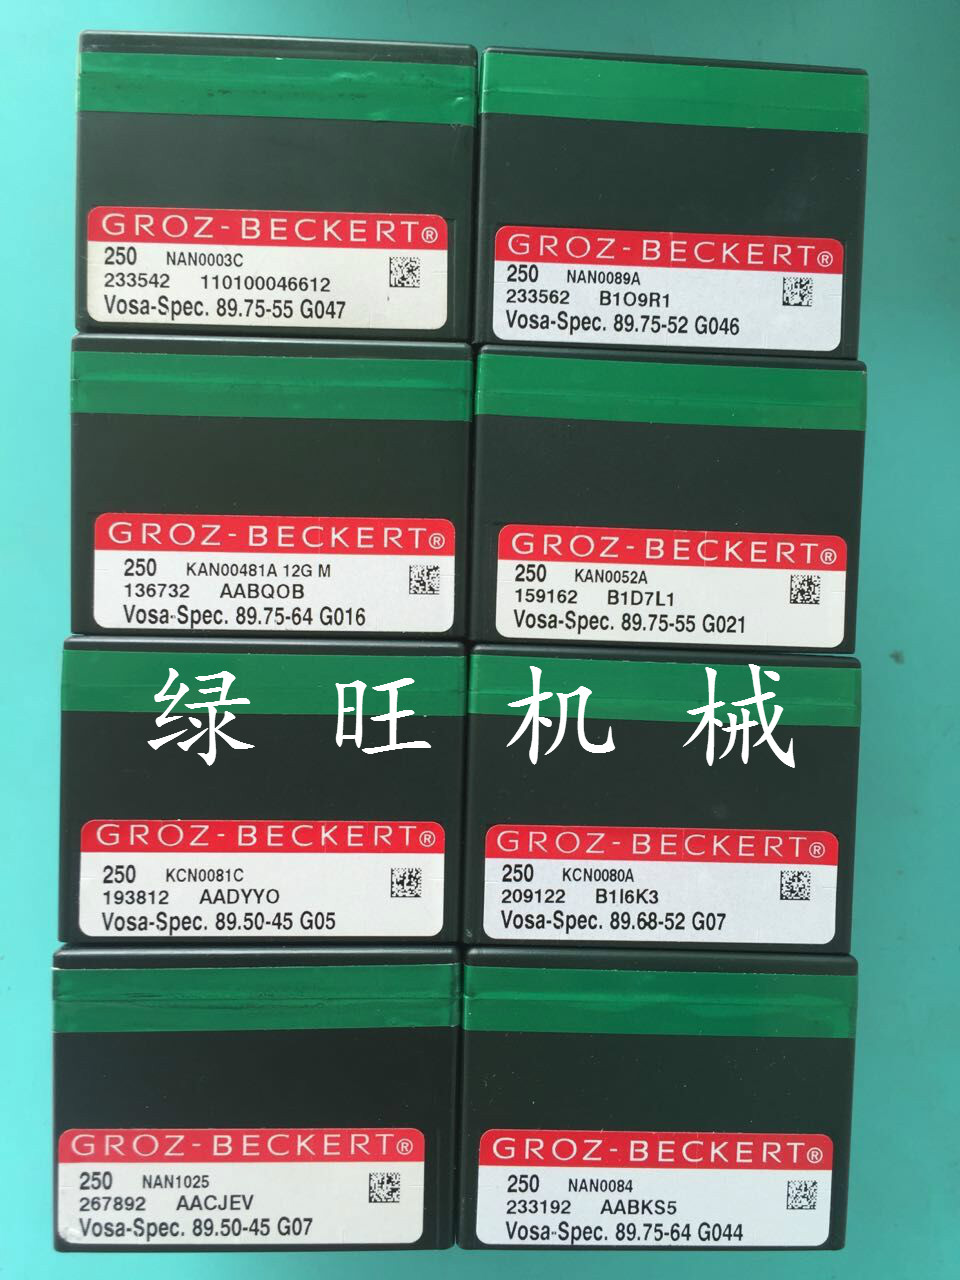 GROZ-BECKERT®
250 NAN0003C
233542 110100046612
Vosa-Spec. 89.75-55 G047
GROZ-BECKERT®
250 NAN0089A
233562 B1O9R1
Vosa-Spec. 89.75-52 G046
GROZ-BECKERT®
250 KAN00481A 12G M
136732 AABQOB
Vosa-Spec. 89.75-64 G016
GROZ-BECKERT®
250 KAN0052A
159162 B1D7L1
Vosa-Spec. 89.75-55 G021
绿旺机械
GROZ-BECKERT®
250 KCN0081C
193812 AADYYO
Vosa-Spec. 89.50-45 G05
GROZ-BECKERT®
250 KCN0080A
209122 B1I6K3
Vosa-Spec. 89.68-52 G07
GROZ-BECKERT®
250 NAN1025
267892 AACJEV
Vosa-Spec. 89.50-45 G07
GROZ-BECKERT®
250 NAN0084
233192 AABKS5
Vosa-Spec. 89.75-64 G044